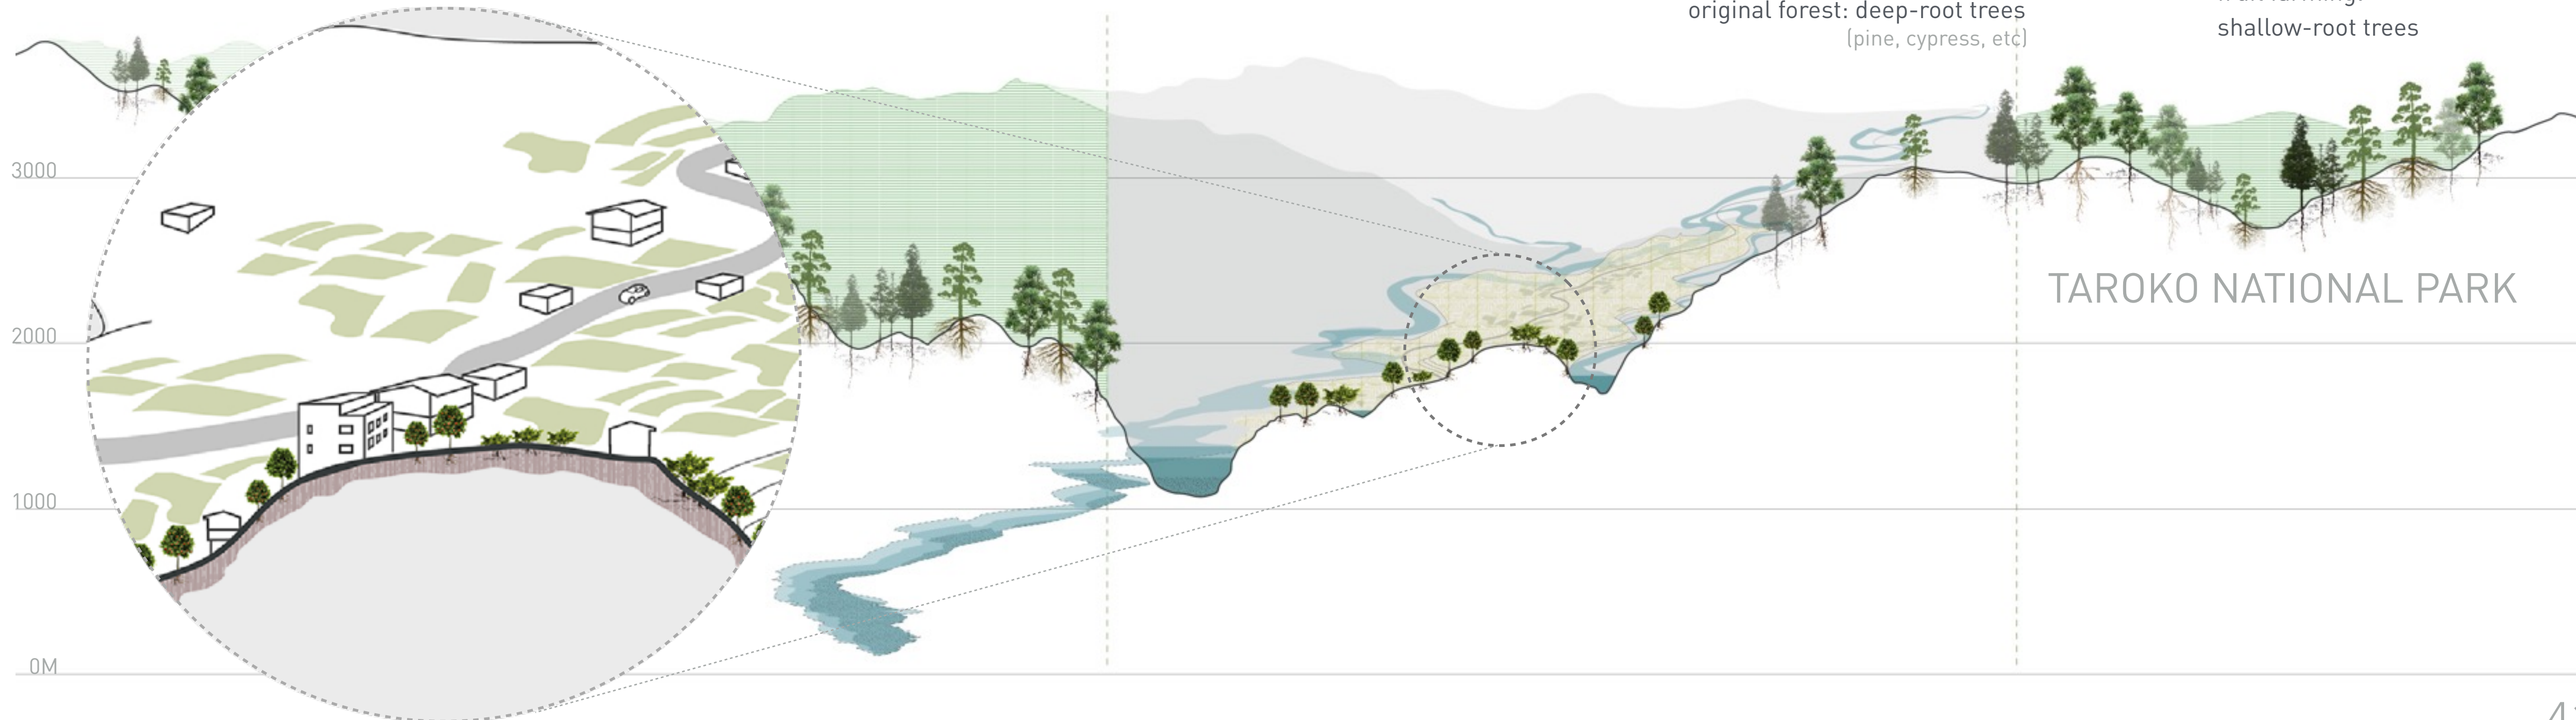 original forest: deep-root trees
(pine, cypress, etc)
shallow-root trees
3000
2000
1000
0M
TAROKO NATIONAL PARK